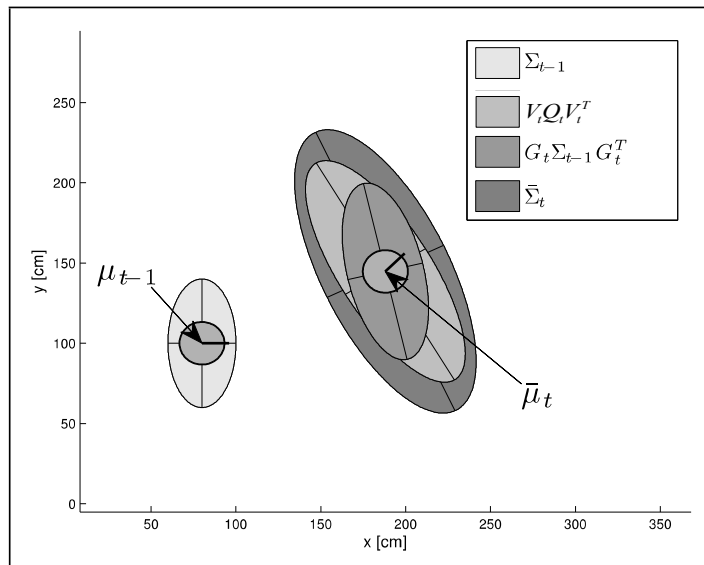 Σ_{t−1}
V_t Q_t V_t^T
G_t Σ_{t−1} G_t^T
Σ̄_t
250
200
150
100
50
0
y [cm]
μ_{t−1}
μ̄_t
50 100 150 200 250 300 350
x [cm]